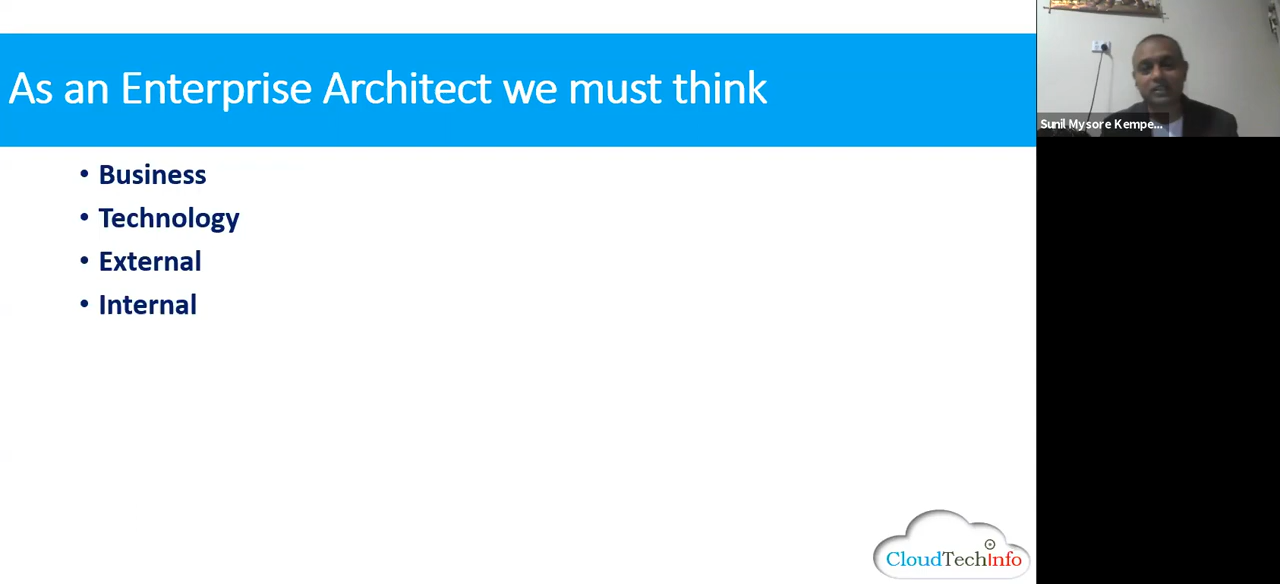 As an Enterprise Architect we must think
• Business
• Technology
• External
• Internal
Sunil Mysore Kempe...
CloudTechInfo